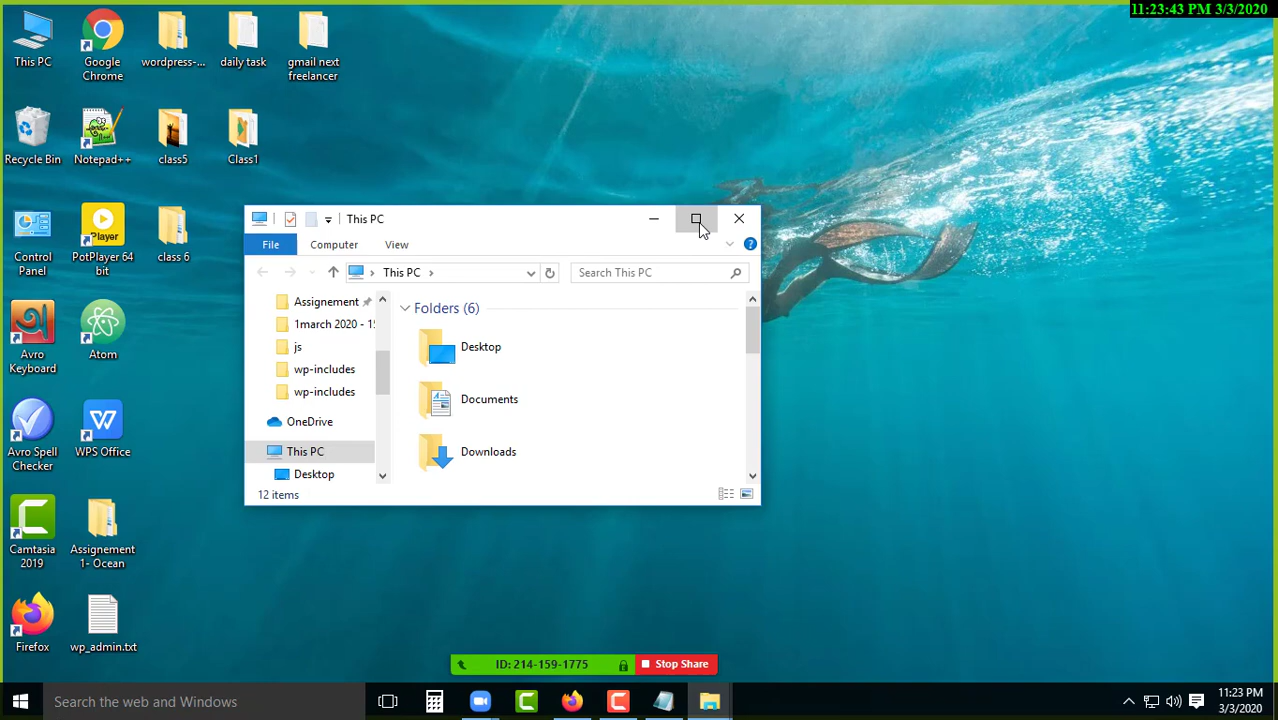 11:23:43 PM 3/3/2020
This PC
Google Chrome
wordpress-...
daily task
gmail next freelancer
Recycle Bin
Notepad++
class5
Class1
Control Panel
PotPlayer 64 bit
class 6
Avro Keyboard
Atom
Avro Spell Checker
WPS Office
Camtasia 2019
Assignement 1- Ocean
Firefox
wp_admin.txt
This PC
File
Computer
View
This PC
Search This PC
Assignement
1march 2020 - 1
js
wp-includes
wp-includes
OneDrive
This PC
Desktop
Folders (6)
Desktop
Documents
Downloads
12 items
ID: 214-159-1775
Stop Share
Search the web and Windows
11:23 PM
3/3/2020